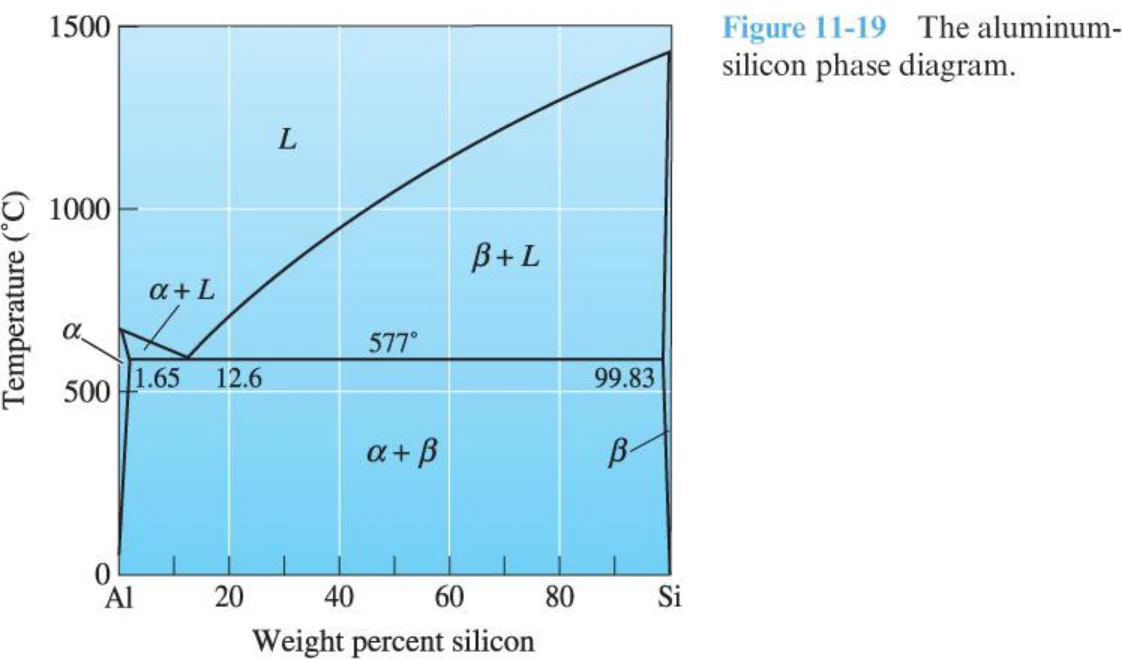 1500
Figure 11-19 The aluminum-
silicon phase diagram.
L
1000
β + L
α + L
α
577°
1.65
12.6
99.83
500
α + β
β
0
Al
20
40
60
80
Si
Temperature (˚C)
Weight percent silicon